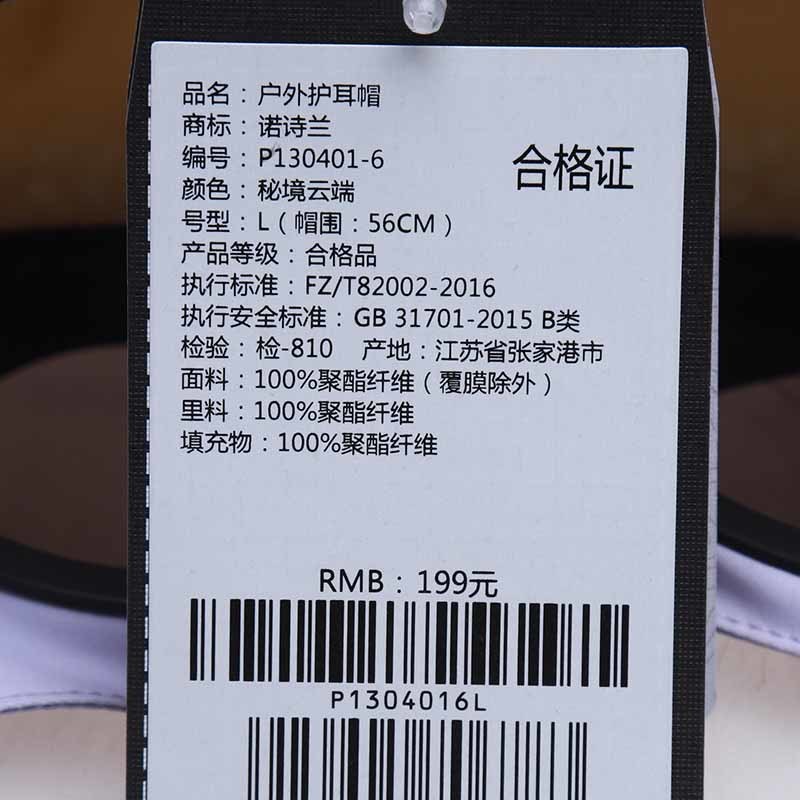 品名：户外护耳帽
商标：诺诗兰
编号：P130401-6
合格证
颜色：秘境云端
号型：L（帽围：56CM）
产品等级：合格品
执行标准：FZ/T82002-2016
执行安全标准：GB 31701-2015 B类
检验：检-810 产地：江苏省张家港市
面料：100%聚酯纤维（覆膜除外）
里料：100%聚酯纤维
填充物：100%聚酯纤维
RMB：199元
P1304016L